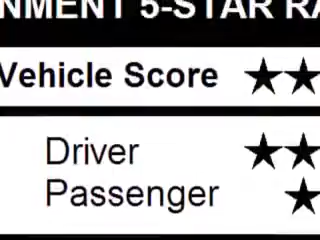 NMENT 5-STAR RA
Vehicle Score ★★
Driver ★★
Passenger ★